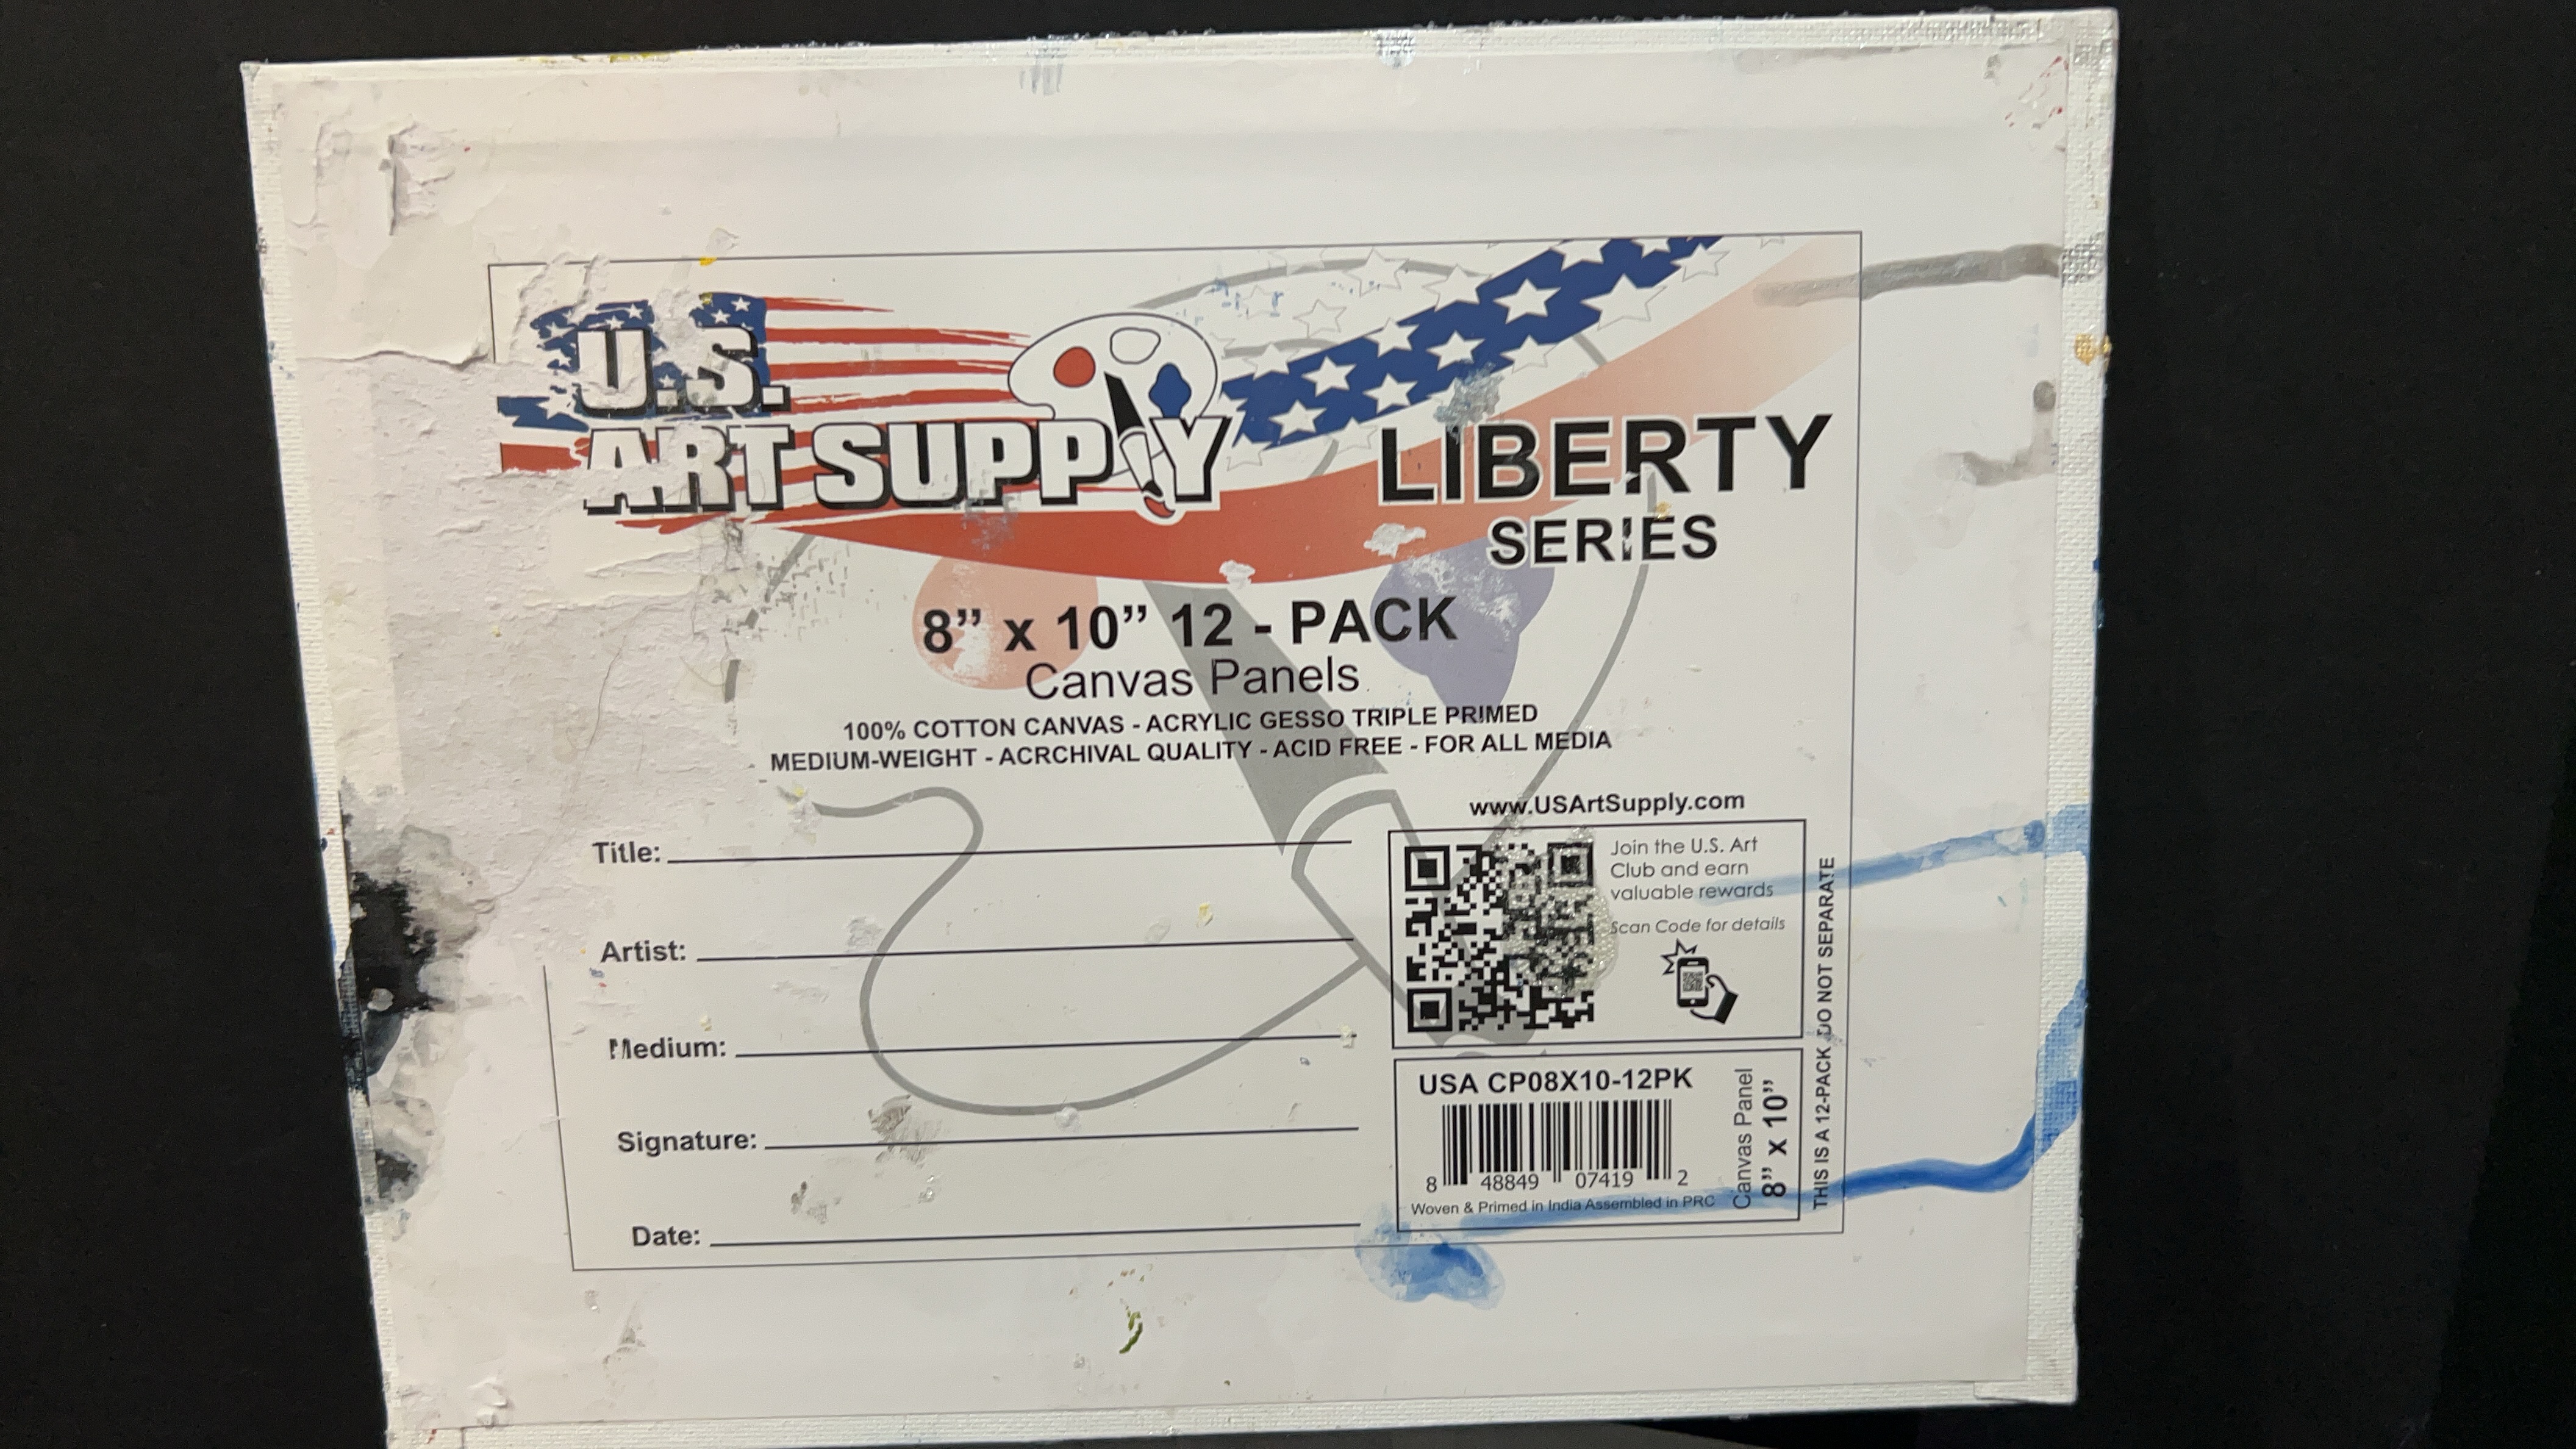 U.S.
ART SUPPLY
LIBERTY
SERIES
8” x 10” 12 - PACK
Canvas Panels
100% COTTON CANVAS - ACRYLIC GESSO TRIPLE PRIMED
MEDIUM-WEIGHT - ACRCHIVAL QUALITY - ACID FREE - FOR ALL MEDIA
www.USArtSupply.com
Title:
Artist:
Medium:
Signature:
Date:
Join the U.S. Art
Club and earn
valuable rewards
Scan Code for details
USA CP08X10-12PK
8 48849 07419 2
Woven & Primed in India Assembled in PRC
Canvas Panel
8” x 10”
THIS IS A 12-PACK DO NOT SEPARATE